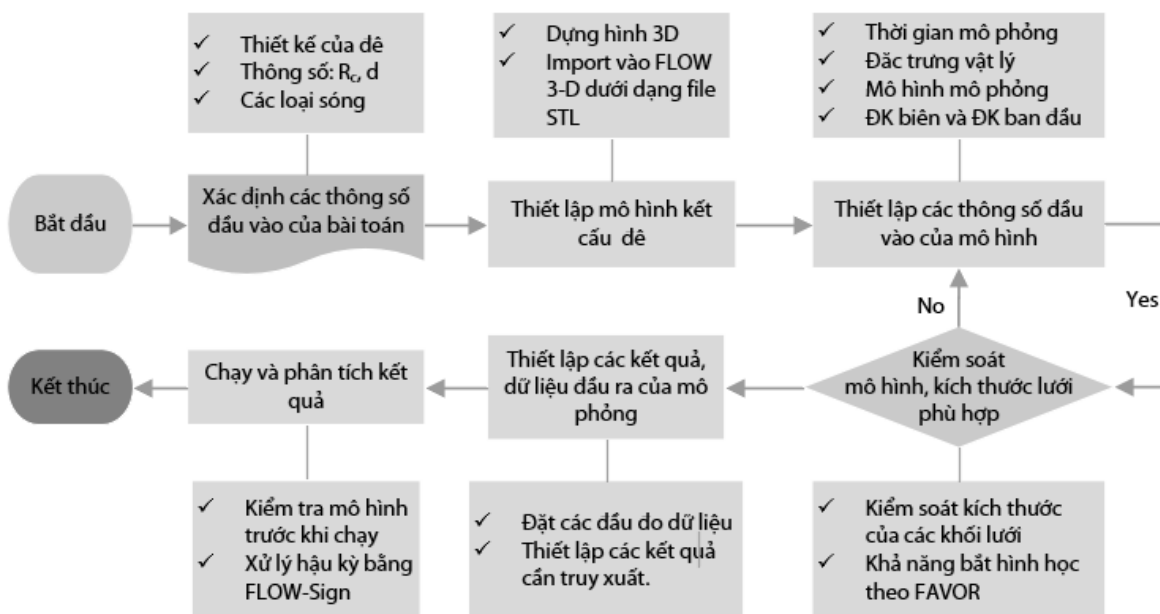 ✓ Thiết kế của đê
✓ Thông số: Rc, d
✓ Các loại sóng
✓ Dựng hình 3D
✓ Import vào FLOW
3-D dưới dạng file
STL
✓ Thời gian mô phỏng
✓ Đăc trưng vật lý
✓ Mô hình mô phỏng
✓ ĐK biên và ĐK ban đầu
Bắt đầu
Xác định các thông số
đầu vào của bài toán
Thiết lập mô hình kết
cấu đê
Thiết lập các thông số đầu
vào của mô hình
No
Yes
Kết thúc
Chạy và phân tích kết
quả
Thiết lập các kết quả,
dữ liệu đầu ra của mô
phỏng
Kiểm soát
mô hình, kích thước lưới
phù hợp
✓ Kiểm tra mô hình
trước khi chạy
✓ Xử lý hậu kỳ bằng
FLOW-Sign
✓ Đặt các đầu đo dữ liệu
✓ Thiết lập các kết quả
cần truy xuất.
✓ Kiểm soát kích thước
của các khối lưới
✓ Khả năng bắt hình học
theo FAVOR